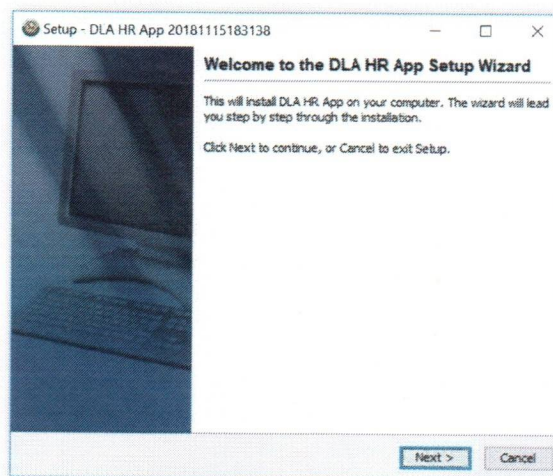 Setup - DLA HR App 20181115183138
Welcome to the DLA HR App Setup Wizard
This will install DLA HR App on your computer. The wizard will lead
you step by step through the installation.
Click Next to continue, or Cancel to exit Setup.
Next >
Cancel